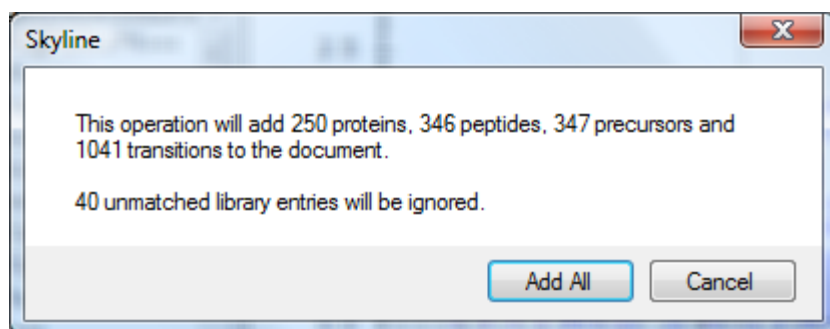 Skyline
This operation will add 250 proteins, 346 peptides, 347 precursors and
1041 transitions to the document.
40 unmatched library entries will be ignored.
Add All
Cancel